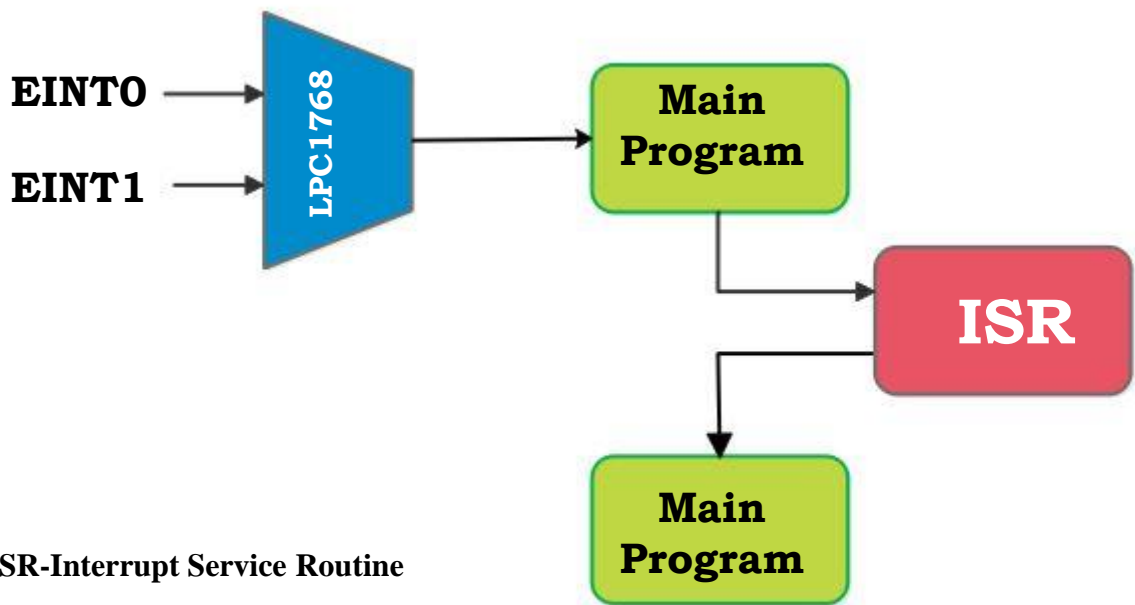 EINT0
EINT1
LPC1768
Main
Program
ISR
Main
Program
SR-Interrupt Service Routine